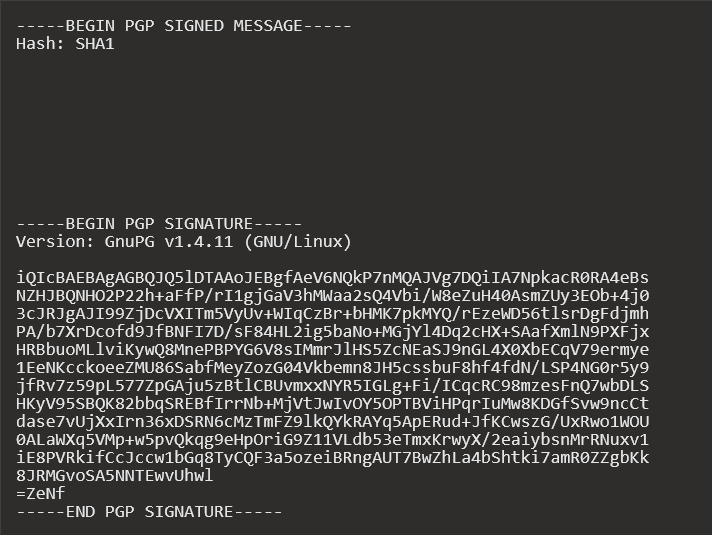 -----BEGIN PGP SIGNED MESSAGE-----
Hash: SHA1
-----BEGIN PGP SIGNATURE-----
Version: GnuPG v1.4.11 (GNU/Linux)
iQIcBAEBAgAGBQJQ5lDTAAoJEBgfAeV6NQkP7nMQAJVg7DQiIA7NpkacR0RA4eBs
NZHJBQNHO2P22h+aFfP/rI1gjGaV3hMWaa2sQ4Vbi/W8eZuH40AsmZUy3EOb+4j0
3cJRJgAJI99ZjDcVXITm5VyUv+WIqCzBr+bHMK7pkMYQ/rEzeWD56tlsrDgFdjmh
PA/b7XrDcofd9JfBNFI7D/sF84HL2ig5baNo+MGjYl4Dq2cHX+SAafXmlN9PXFjx
HRBbuoMLlviKywQ8MnePBPYG6V8sIMmrJlHS5ZcNEaSJ9nGL4X0XbECqV79ermye
1EeNKcckoeeZMU86SabfMeyZozG04Vkbemn8JH5cssbuF8hf4fdN/LSP4NG0r5y9
jfRv7z59pL577ZpGAju5zBtlCBUvmxxNYR5IGLg+Fi/ICqcRC98mzesFnQ7wbDLS
HKyV95SBQK82bbqSREBfIrrNb+MjVtJwIvOY5OPTBViHPqrIuMw8KDGfSvw9ncCt
dase7vUjXxIrn36xDSRN6cMzTmFZ9lkQYkRAYq5ApERud+JfKCwszG/UxRwo1WOU
0ALaWXq5VMp+w5pvQkqg9eHpOriG9Z11VLdb53eTmxKrwyX/2eaiybsnMrRNuxv1
iE8PVRkifCcJccw1bGq8TyCQF3a5ozeiBRngAUT7BwZhLa4bShtki7amR0ZZgbKk
8JRMGvoSA5NNTEwvUhwl
=ZeNf
-----END PGP SIGNATURE-----